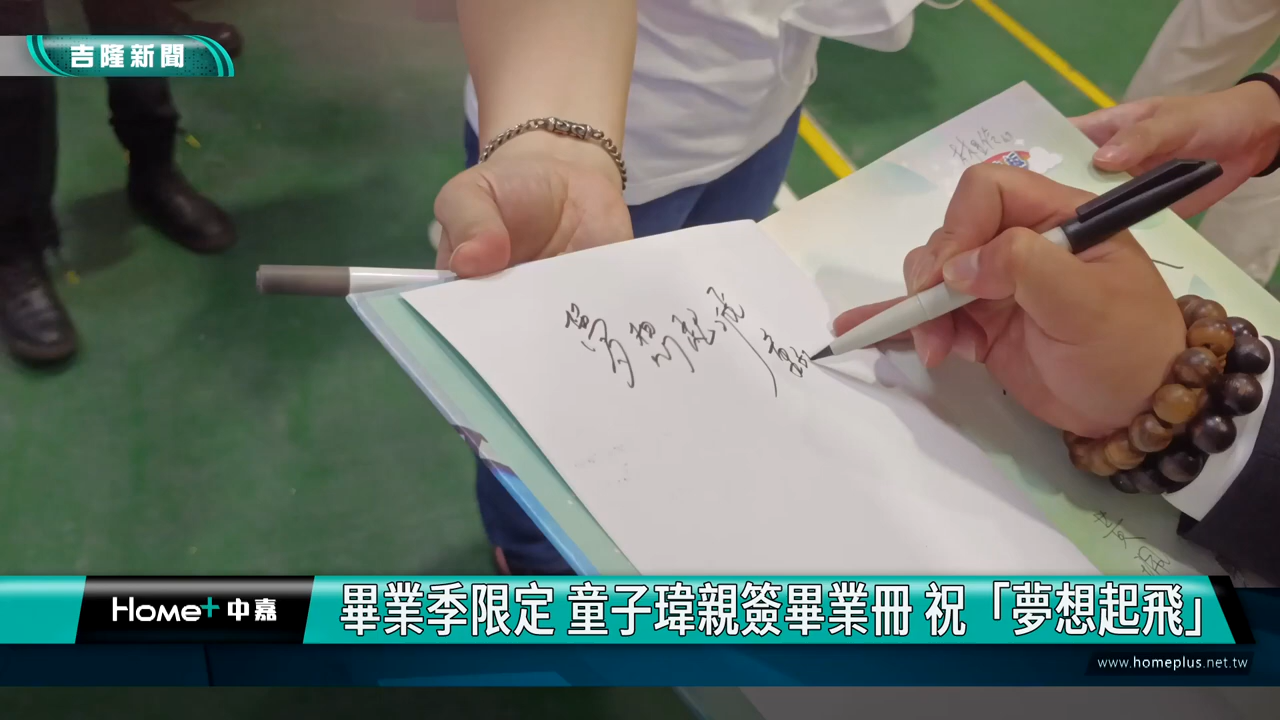 吉隆新聞
夢想起飛
Home+ 中嘉
畢業季限定 童子瑋親簽畢業冊 祝「夢想起飛」
www.homeplus.net.tw